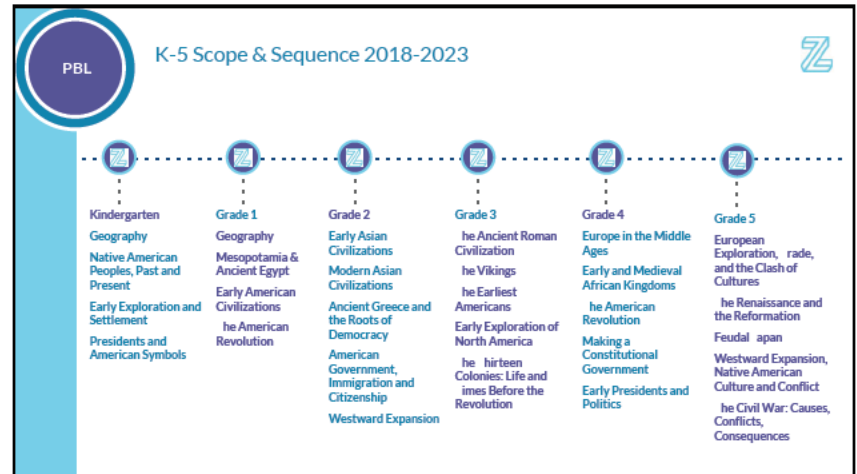 PBL
K-5 Scope & Sequence 2018-2023
Kindergarten
Geography
Native American
Peoples, Past and
Present
Early Exploration and
Settlement
Presidents and
American Symbols
Grade 1
Geography
Mesopotamia &
Ancient Egypt
Early American
Civilizations
he American
Revolution
Grade 2
Early Asian
Civilizations
Modern Asian
Civilizations
Ancient Greece and
the Roots of
Democracy
American
Government,
Immigration and
Citizenship
Westward Expansion
Grade 3
he Ancient Roman
Civilization
he Vikings
he Earliest
Americans
Early Exploration of
North America
he hirteen
Colonies: Life and
imes Before the
Revolution
Grade 4
Europe in the Middle
Ages
Early and Medieval
African Kingdoms
he American
Revolution
Making a
Constitutional
Government
Early Presidents and
Politics
Grade 5
European
Exploration, rade,
and the Clash of
Cultures
he Renaissance and
the Reformation
Feudal apan
Westward Expansion,
Native American
Culture and Conflict
he Civil War: Causes,
Conflicts,
Consequences